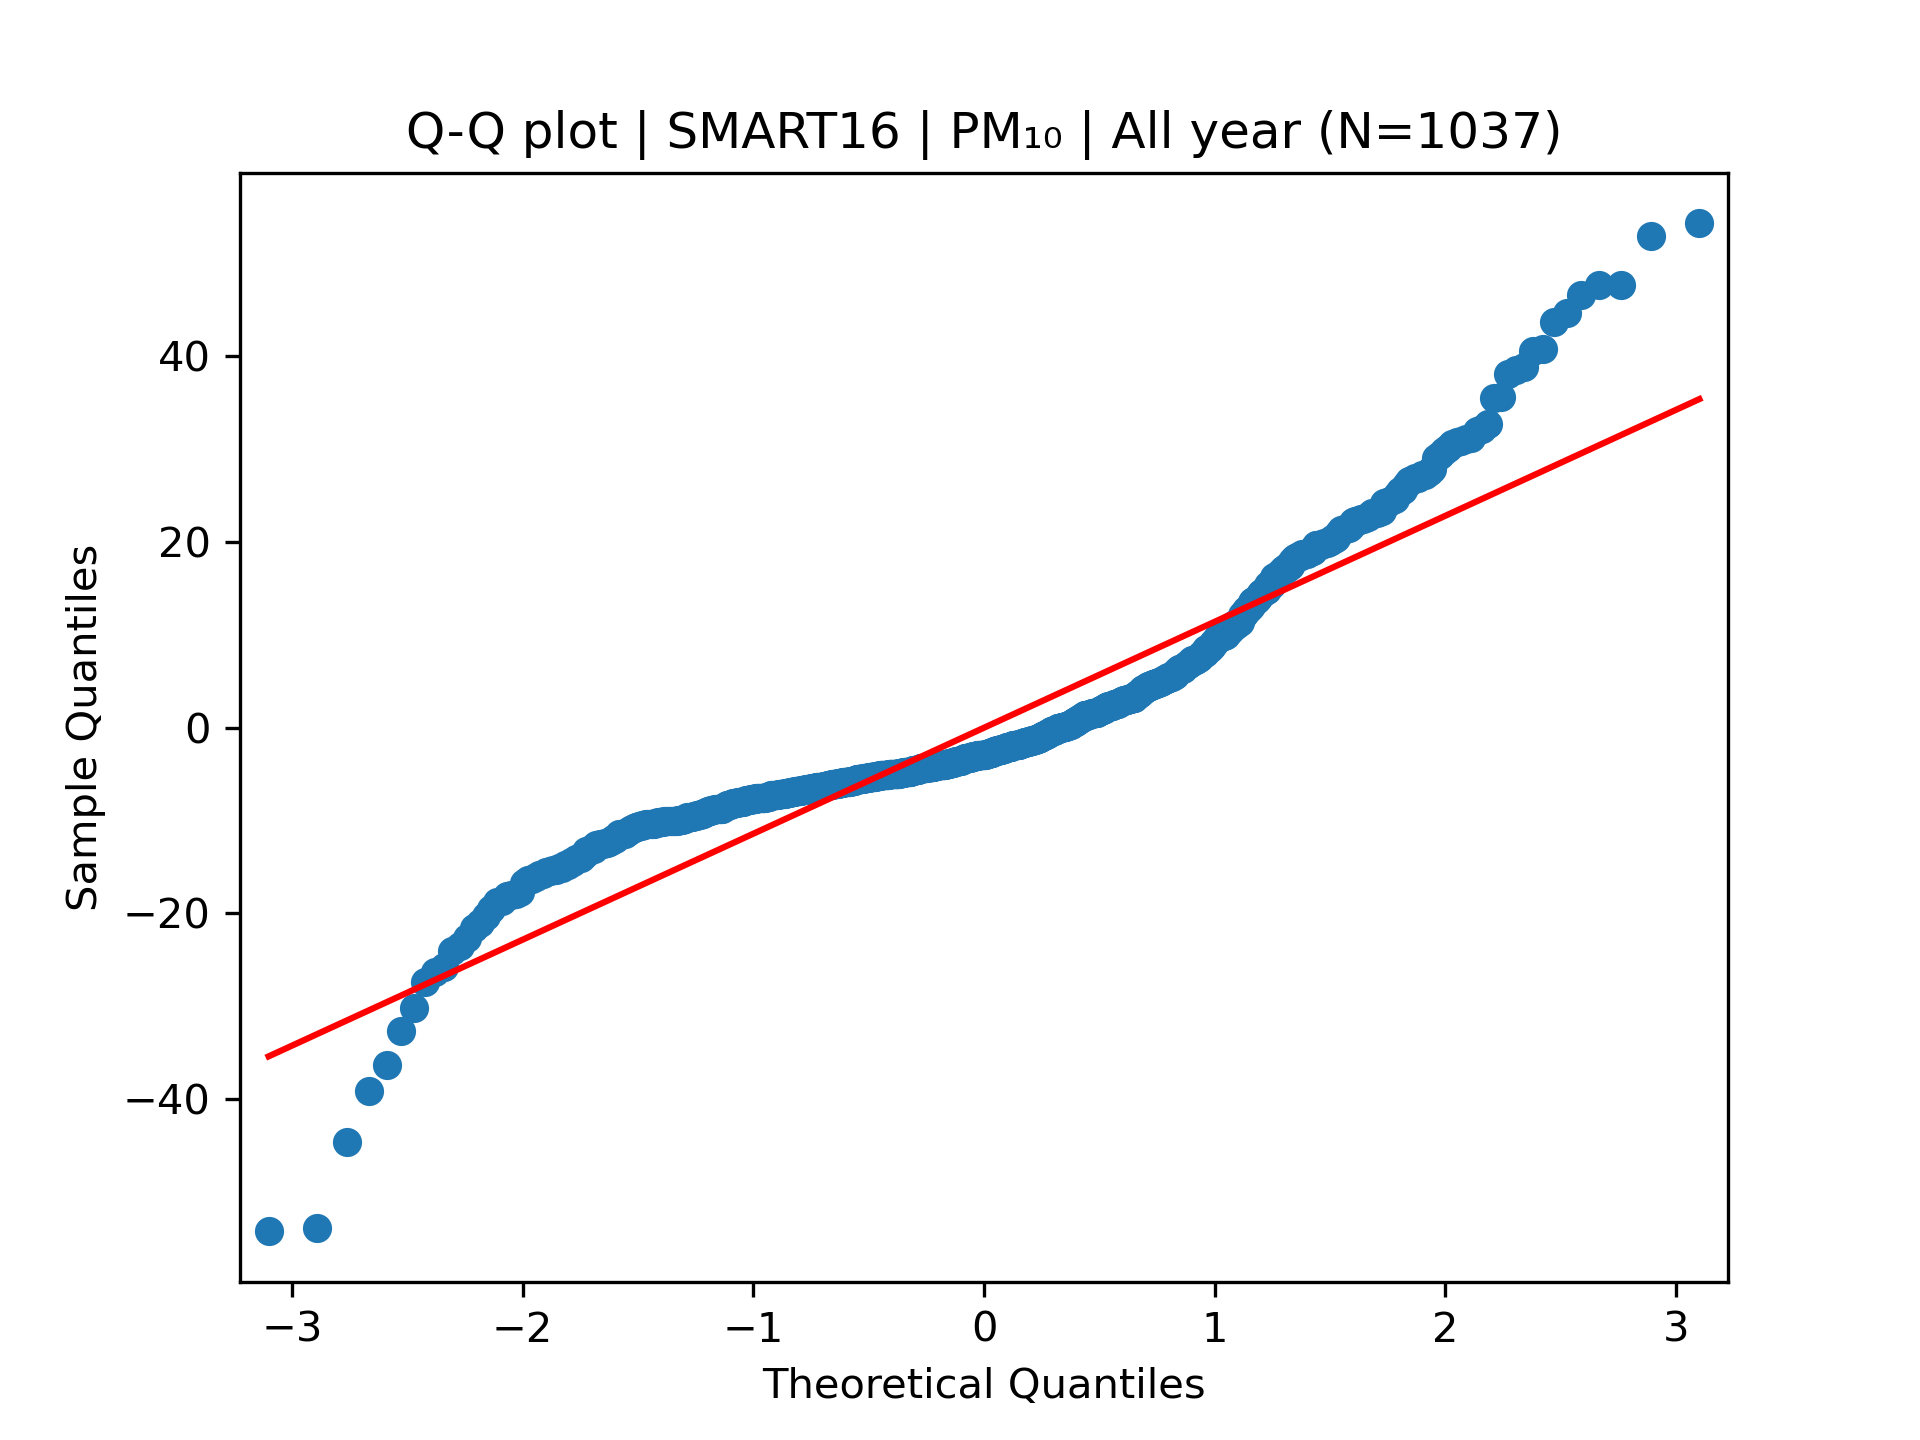 Q-Q plot | SMART16 | PM₁₀ | All year (N=1037)
40
20
0
−20
−40
Sample Quantiles
−3 −2 −1 0 1 2 3
Theoretical Quantiles